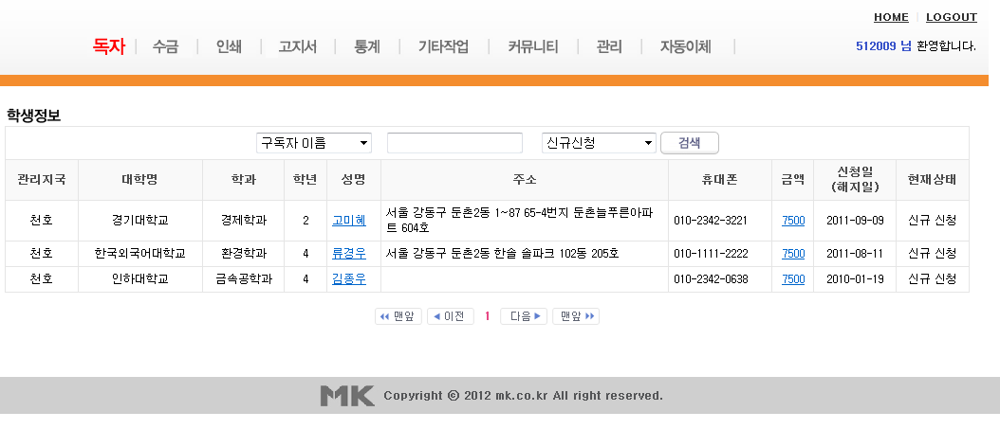 HOME | LOGOUT
독자 | 수금 | 인쇄 | 고지서 | 통계 | 기타작업 | 커뮤니티 | 관리 | 자동이체 |
512009 님 환영합니다.
학생정보
구독자 이름 신규신청 검색
관리지국 대학명 학과 학년 성명 주소 휴대폰 금액 신청일 (해지일) 현재상태
천호 경기대학교 경제학과 2 고미혜 서울 강동구 둔촌2동 1~87 65-4번지 둔촌늘푸른아파
트 604호 010-2342-3221 7500 2011-09-09 신규 신청
천호 한국외국어대학교 환경학과 4 류경우 서울 강동구 둔촌2동 한솔 솔파크 102동 205호 010-1111-2222 7500 2011-08-11 신규 신청
천호 인하대학교 금속공학과 4 김종우 010-2342-0638 7500 2010-01-19 신규 신청
맨앞 이전 1 다음 맨앞
MK Copyright ⓒ 2012 mk.co.kr All right reserved.